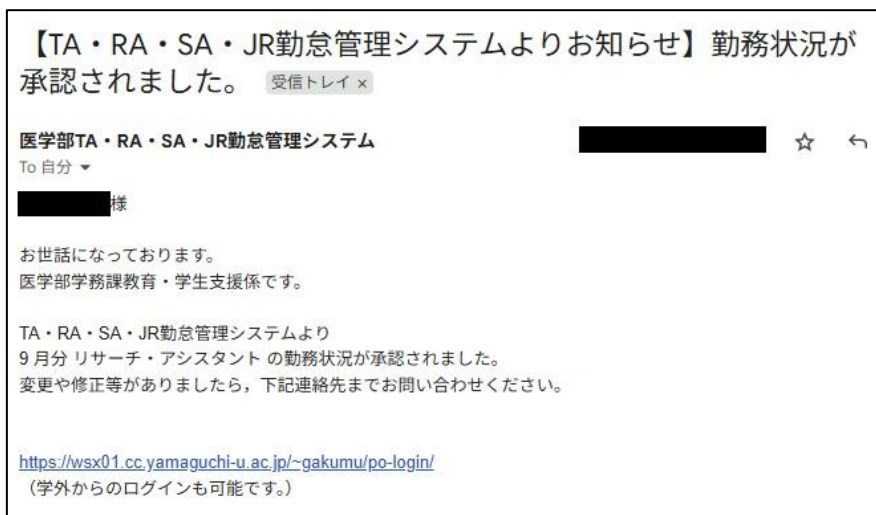 【TA・RA・SA・JR勤怠管理システムよりお知らせ】勤務状況が
承認されました。 受信トレイ ×
医学部TA・RA・SA・JR勤怠管理システム
To 自分
様
お世話になっております。
医学部学務課教育・学生支援係です。
TA・RA・SA・JR勤怠管理システムより
9 月分 リサーチ・アシスタント の勤務状況が承認されました。
変更や修正等がありましたら，下記連絡先までお問い合わせください。
https://wsx01.cc.yamaguchi-u.ac.jp/~gakumu/po-login/
（学外からのログインも可能です。）